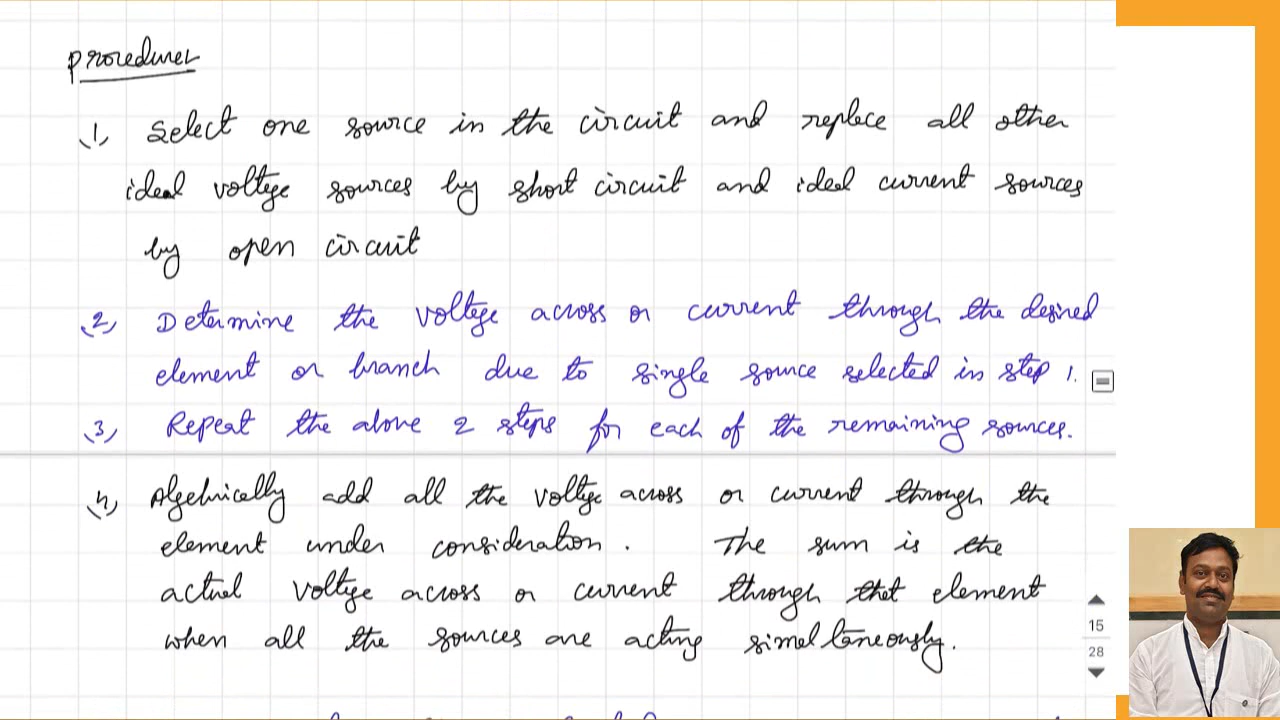 Procedures
(1) Select one source in the circuit and replace all other
ideal voltage sources by short circuit and ideal current sources
by open circuit
(2) Determine the voltage across or current through the desired
element or branch due to single source selected in step 1.
(3) Repeat the above 2 steps for each of the remaining sources.
(4) Algebrically add all the voltage across or current through the
element under consideration. The sum is the
actual voltage across or current through that element
when all the sources are acting simeltaneously.
15
28